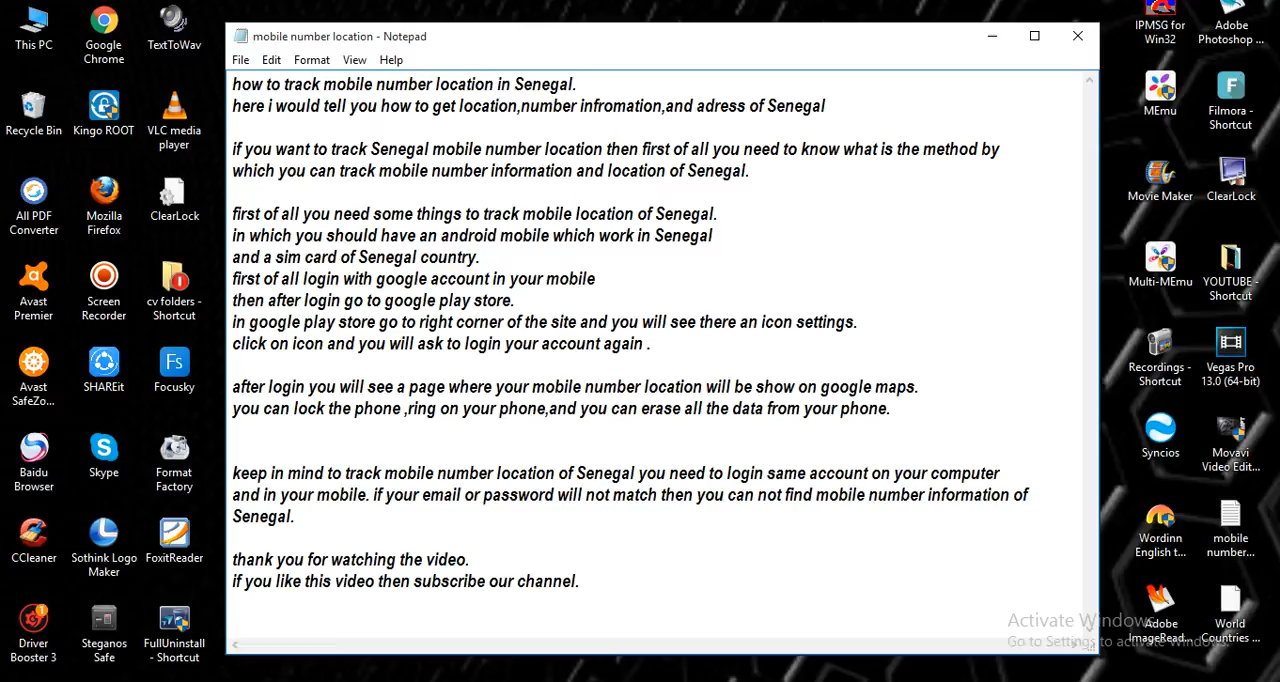 This PC
Google
Chrome
TextToWav
Recycle Bin
Kingo ROOT
VLC media
player
All PDF
Converter
Mozilla
Firefox
ClearLock
Avast
Premier
Screen
Recorder
cv folders -
Shortcut
Avast
SafeZo...
SHAREit
Fs
Focusky
Baidu
Browser
Skype
Format
Factory
CCleaner
Sothink Logo
Maker
FoxitReader
Driver
Booster 3
Steganos
Safe
FullUninstall
- Shortcut
mobile number location - Notepad
File Edit Format View Help
how to track mobile number location in Senegal.
here i would tell you how to get location,number infromation,and adress of Senegal
if you want to track Senegal mobile number location then first of all you need to know what is the method by
which you can track mobile number information and location of Senegal.
first of all you need some things to track mobile location of Senegal.
in which you should have an android mobile which work in Senegal
and a sim card of Senegal country.
first of all login with google account in your mobile
then after login go to google play store.
in google play store go to right corner of the site and you will see there an icon settings.
click on icon and you will ask to login your account again .
after login you will see a page where your mobile number location will be show on google maps.
you can lock the phone ,ring on your phone,and you can erase all the data from your phone.
keep in mind to track mobile number location of Senegal you need to login same account on your computer
and in your mobile. if your email or password will not match then you can not find mobile number information of
Senegal.
thank you for watching the video.
if you like this video then subscribe our channel.
IPMSG for
Win32
Adobe
Photoshop ...
MEmu
Filmora -
Shortcut
Movie Maker
ClearLock
Multi-MEmu
YOUTUBE -
Shortcut
Recordings -
Shortcut
Vegas Pro
13.0 (64-bit)
Syncios
Movavi
Video Edit...
Wordinn
English t...
mobile
number...
Adobe
ImageRead...
World
Countries ...
Activate Windows
Go to Settings to activate Windows.